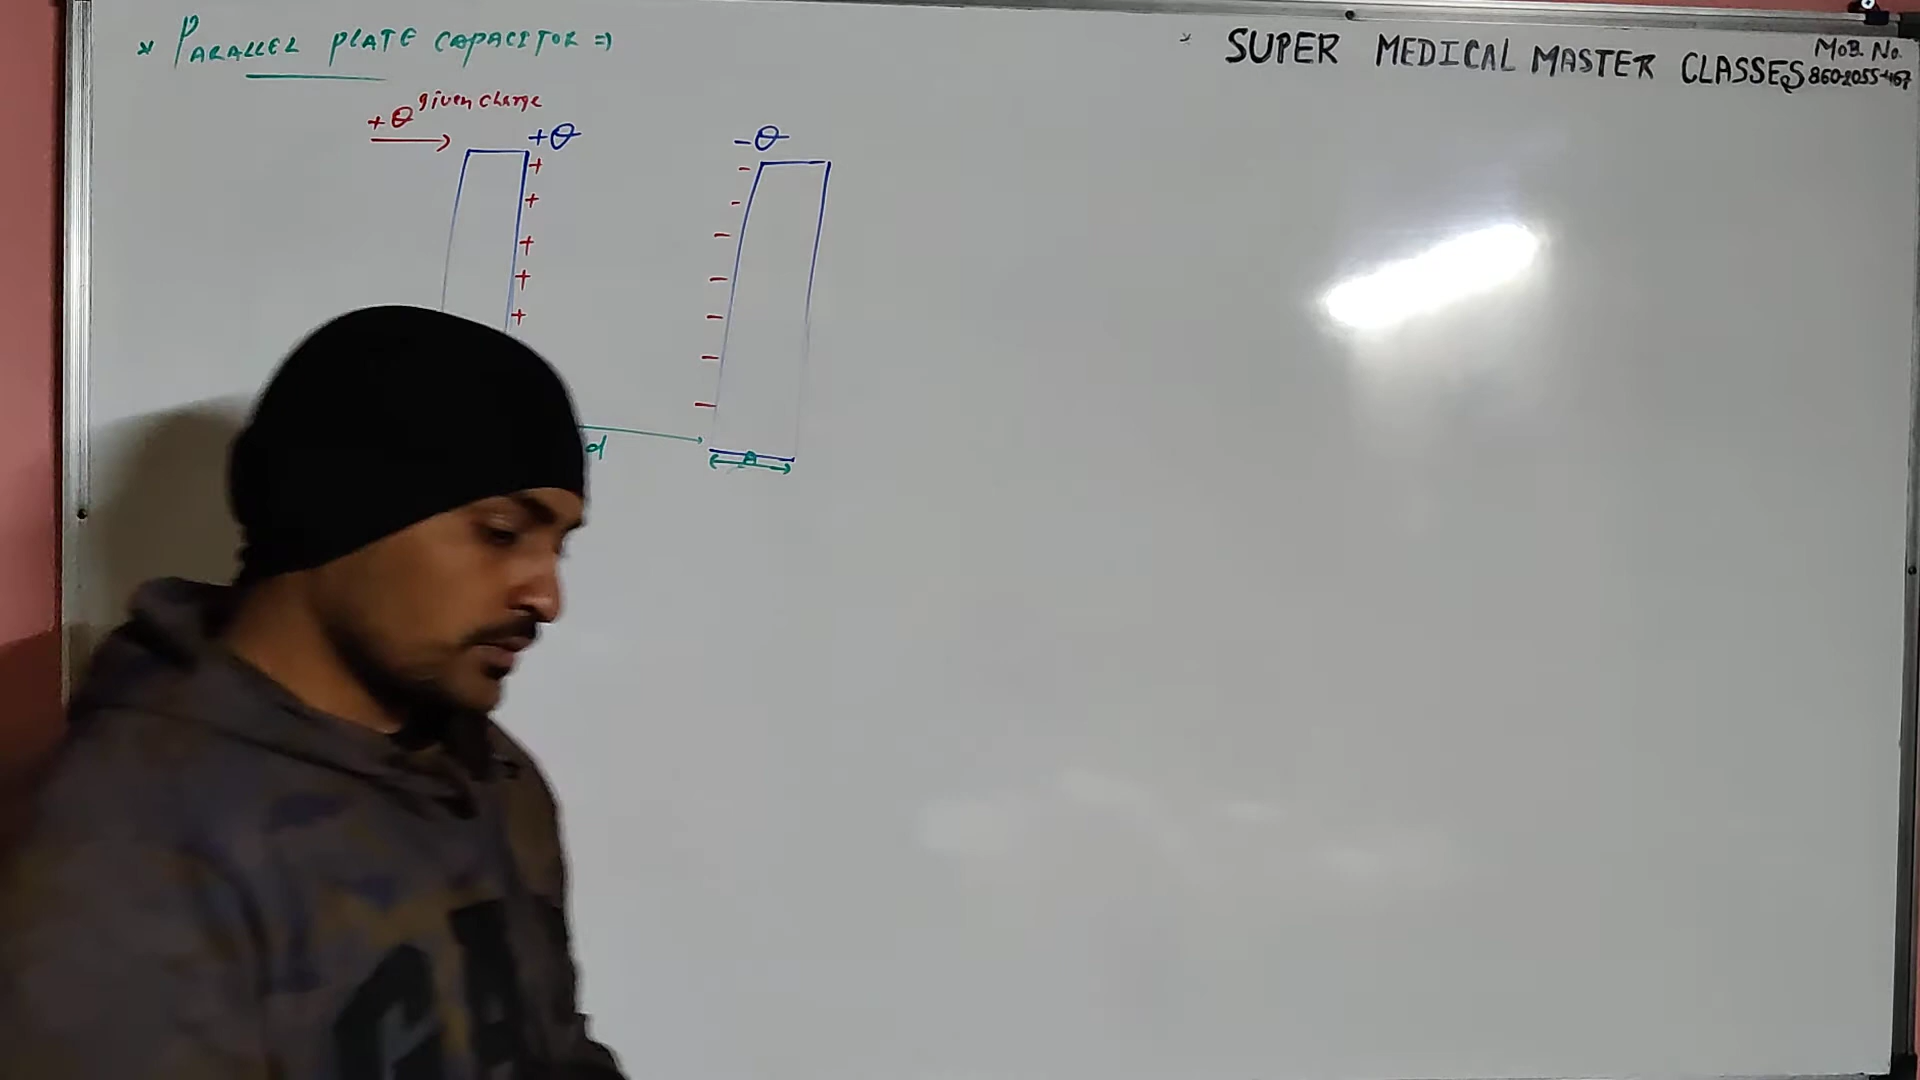 * PARALLEL PLATE CAPACITOR ⇒
SUPER MEDICAL MASTER CLASSES
MOB. No.
860-2055-467
+Q given charge
+Q
-Q
+
+
+
+
+
-
-
-
-
-
-
-
d
A